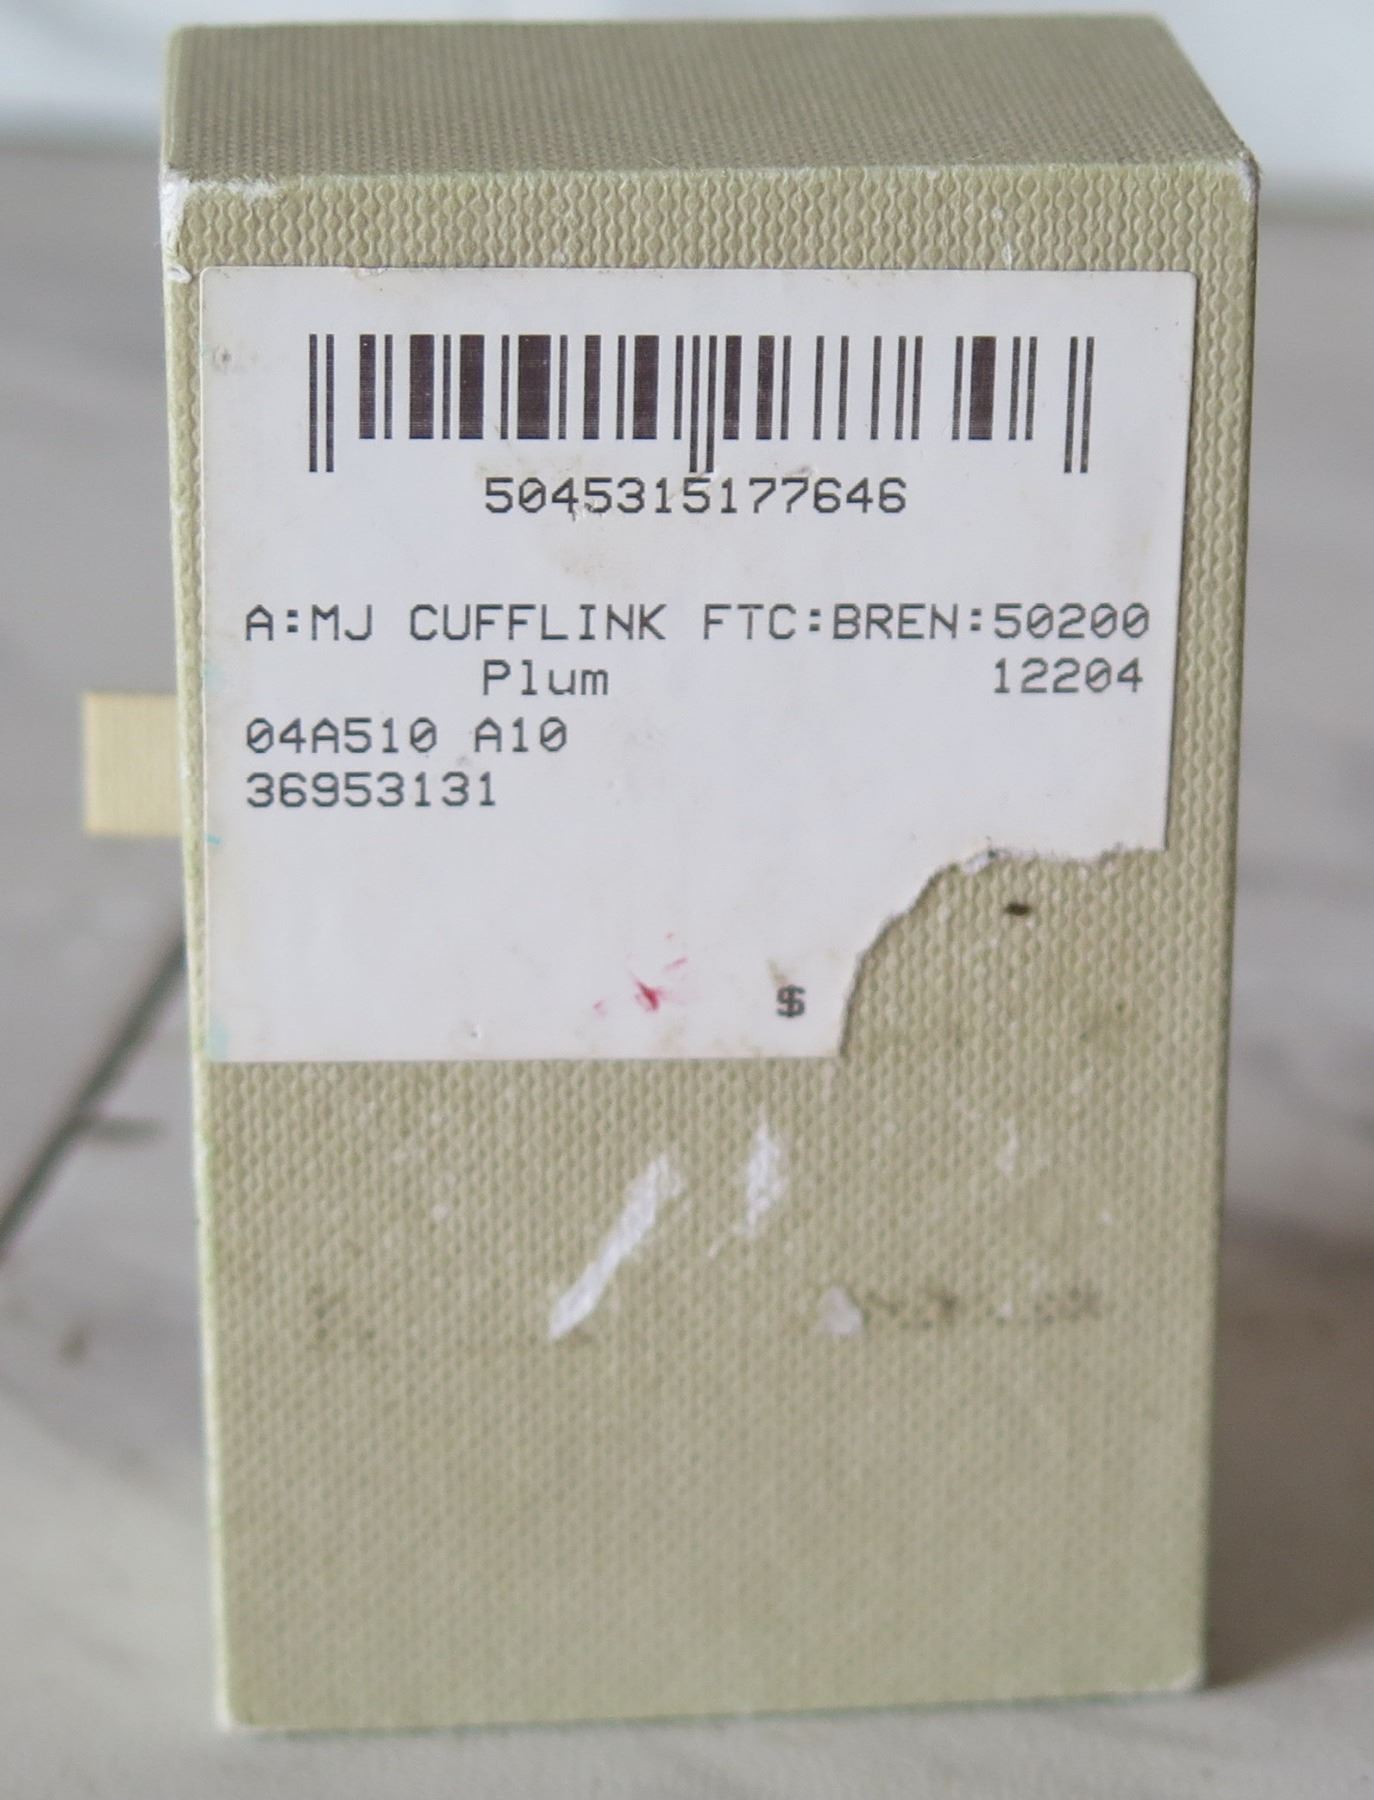 5045315177646
A:MJ CUFFLINK FTC:BREN:50200
Plum 12204
04A510 A10
36953131
$